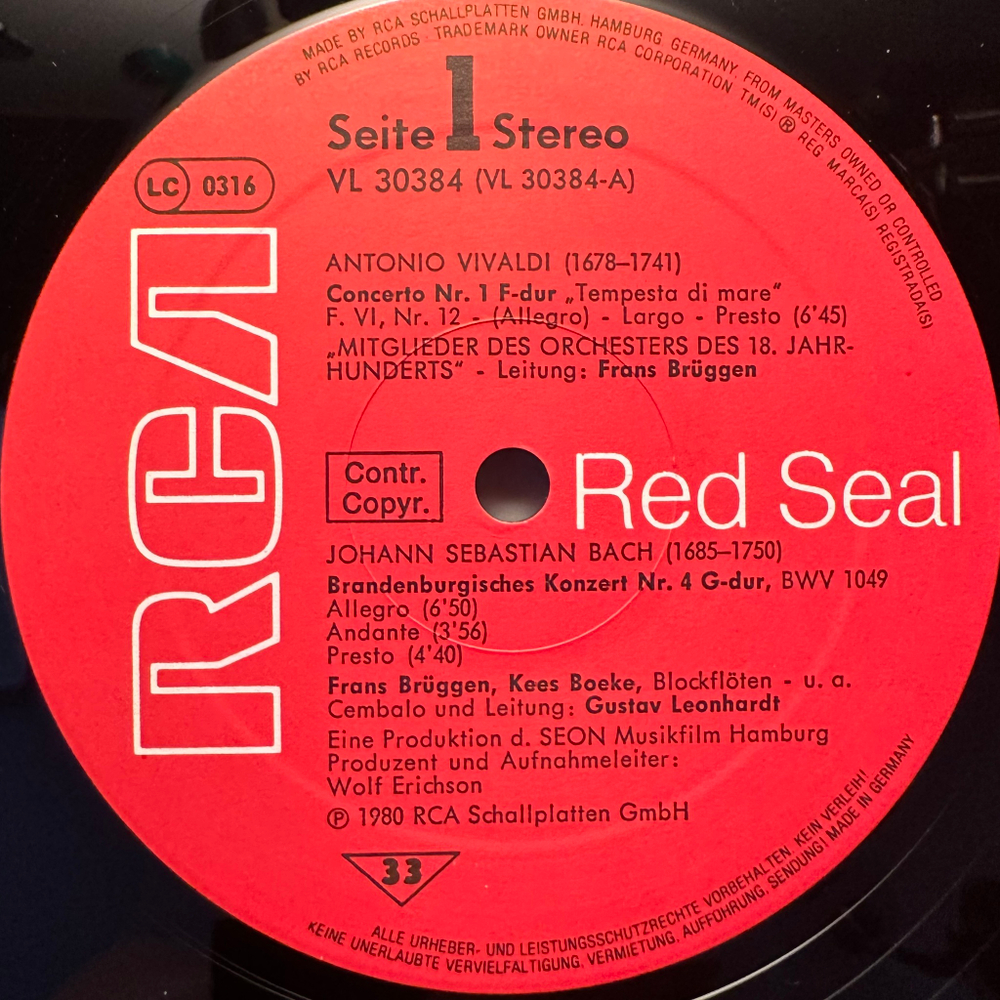 MADE BY RCA SCHALLPLATTEN GMBH. HAMBURG GERMANY. FROM MASTERS OWNED OR CONTROLLED
BY RCA RECORDS · TRADEMARK OWNER RCA CORPORATION TM(S) ® REG MARCA(S) REGISTRADA(S)
Seite 1 Stereo
LC 0316
VL 30384 (VL 30384-A)
RCA
ANTONIO VIVALDI (1678–1741)
Concerto Nr. 1 F-dur „Tempesta di mare“
F. VI, Nr. 12 - (Allegro) - Largo - Presto (6'45)
„MITGLIEDER DES ORCHESTERS DES 18. JAHR-
HUNDERTS“ - Leitung: Frans Brüggen
Contr.
Copyr.
Red Seal
JOHANN SEBASTIAN BACH (1685–1750)
Brandenburgisches Konzert Nr. 4 G-dur, BWV 1049
Allegro (6'50)
Andante (3'56)
Presto (4'40)
Frans Brüggen, Kees Boeke, Blockflöten - u. a.
Cembalo und Leitung: Gustav Leonhardt
Eine Produktion d. SEON Musikfilm Hamburg
Produzent und Aufnahmeleiter:
Wolf Erichson
℗ 1980 RCA Schallplatten GmbH
33
ALLE URHEBER- UND LEISTUNGSSCHUTZRECHTE VORBEHALTEN. KEIN VERLEIH!
KEINE UNERLAUBTE VERVIELFÄLTIGUNG, VERMIETUNG, AUFFÜHRUNG, SENDUNG! MADE IN GERMANY